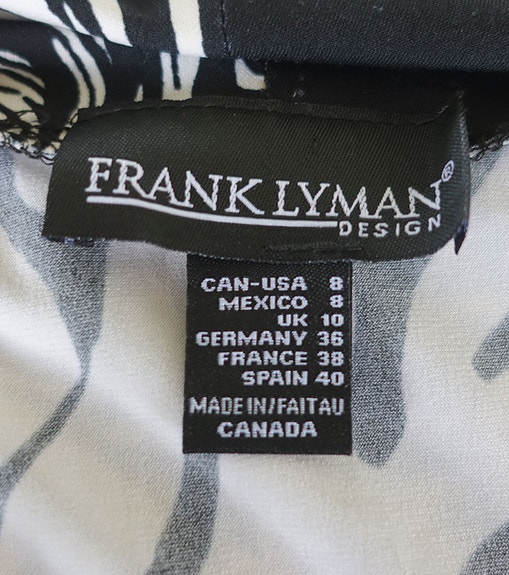 FRANK LYMAN®
DESIGN
CAN-USA 8
MEXICO 8
UK 10
GERMANY 36
FRANCE 38
SPAIN 40
MADE IN/FAIT AU
CANADA